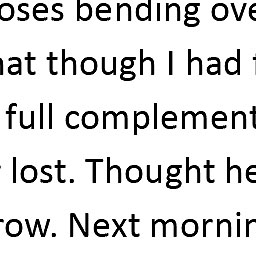 oses bending ove
hat though I had f
full complement
lost. Thought he
row. Next mornin